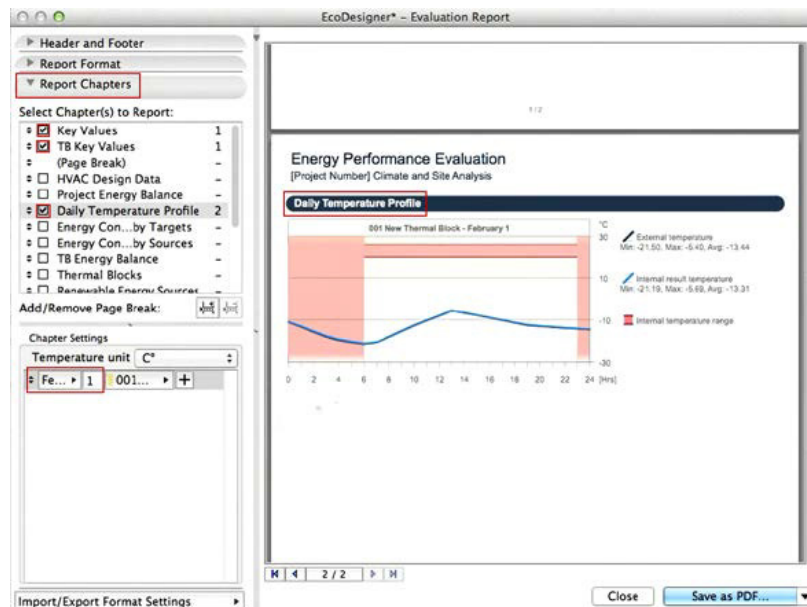 EcoDesigner* – Evaluation Report
Header and Footer
Report Format
Report Chapters
Select Chapter(s) to Report:
Key Values 1
TB Key Values 1
(Page Break) -
HVAC Design Data -
Project Energy Balance -
Daily Temperature Profile 2
Energy Con...by Targets -
Energy Con...by Sources -
TB Energy Balance -
Thermal Blocks -
Renewable Energy Sources -
Add/Remove Page Break:
Chapter Settings
Temperature unit C°
Fe... 1 001... +
Import/Export Format Settings
1 / 2
Energy Performance Evaluation
[Project Number] Climate and Site Analysis
Daily Temperature Profile
001 New Thermal Block - February 1
°C
30
10
-10
-30
0 2 4 6 8 10 12 14 16 18 20 22 24 [Hrs]
External temperature
Min: -21.50, Max: -5.40, Avg: -13.44
Internal result temperature
Min: -21.19, Max: -5.69, Avg: -13.31
Internal temperature range
2 / 2
Close
Save as PDF...